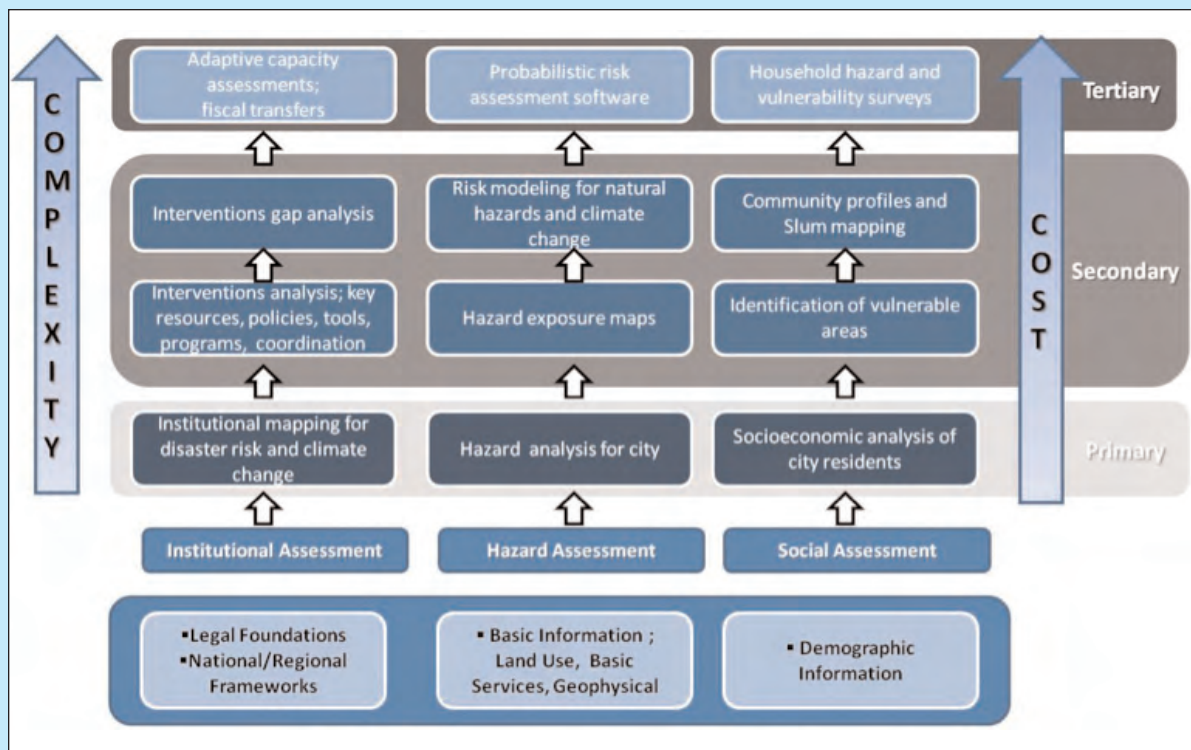 COMPLEXITY
Adaptive capacity
assessments;
fiscal transfers
Probabilistic risk
assessment software
Household hazard and
vulnerability surveys
Tertiary
COST
Interventions gap analysis
Risk modeling for natural
hazards and climate
change
Community profiles and
Slum mapping
Secondary
Interventions analysis; key
resources, policies, tools,
programs, coordination
Hazard exposure maps
Identification of vulnerable
areas
Institutional mapping for
disaster risk and climate
change
Hazard analysis for city
Socioeconomic analysis of
city residents
Primary
Institutional Assessment
Hazard Assessment
Social Assessment
▪Legal Foundations
▪National/Regional
Frameworks
▪ Basic Information ;
Land Use, Basic
Services, Geophysical
▪ Demographic
Information